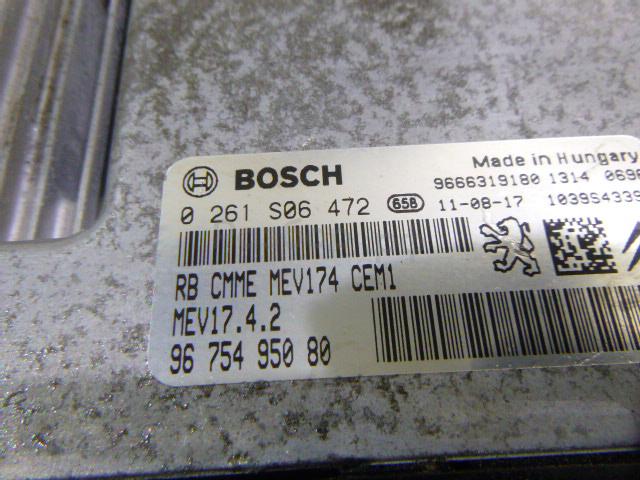 BOSCH
Made in Hungary
9666319180 1314
0 261 S06 472 658 11-08-17
RB CMME MEV174 CEM1
MEV17.4.2
96 754 950 80